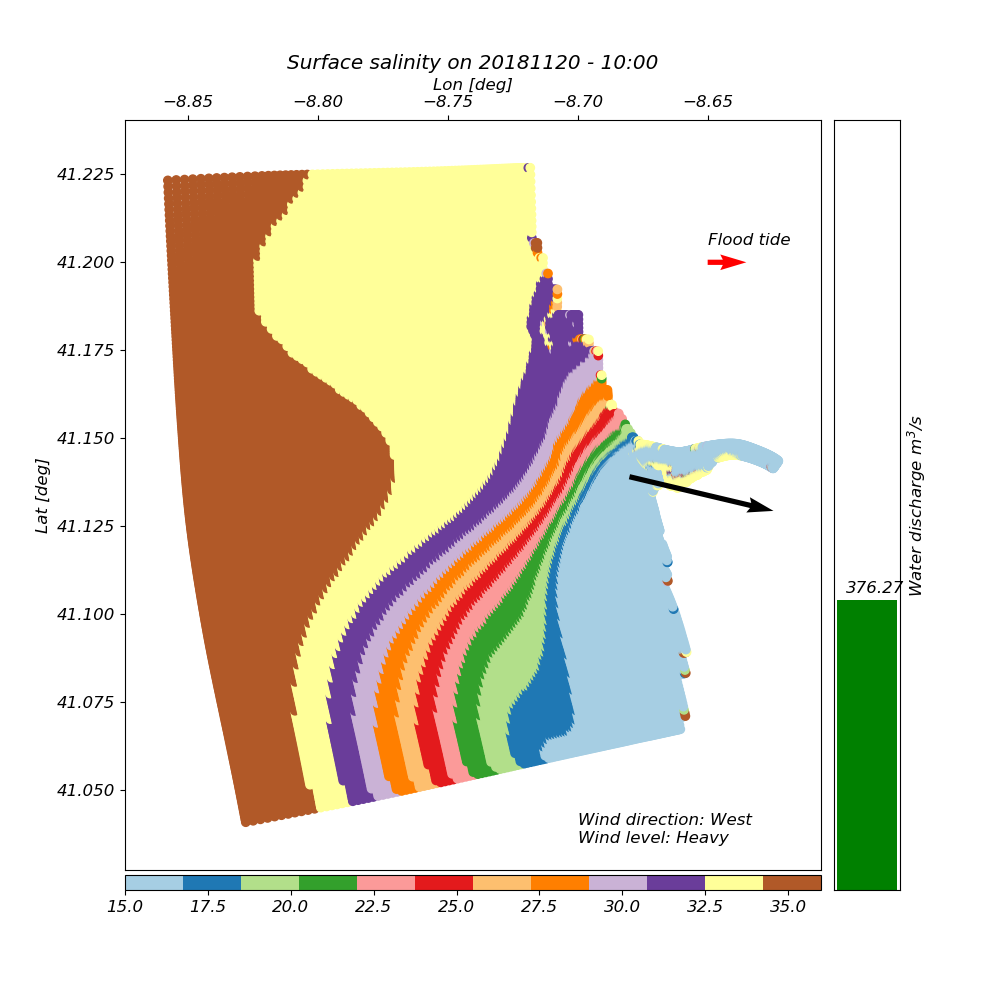 Surface salinity on 20181120 - 10:00
Lon [deg]
−8.85 −8.80 −8.75 −8.70 −8.65
41.225
41.200
41.175
41.150
41.125
41.100
41.075
41.050
Lat [deg]
Flood tide
Wind direction: West
Wind level: Heavy
376.27
Water discharge m³/s
15.0 17.5 20.0 22.5 25.0 27.5 30.0 32.5 35.0